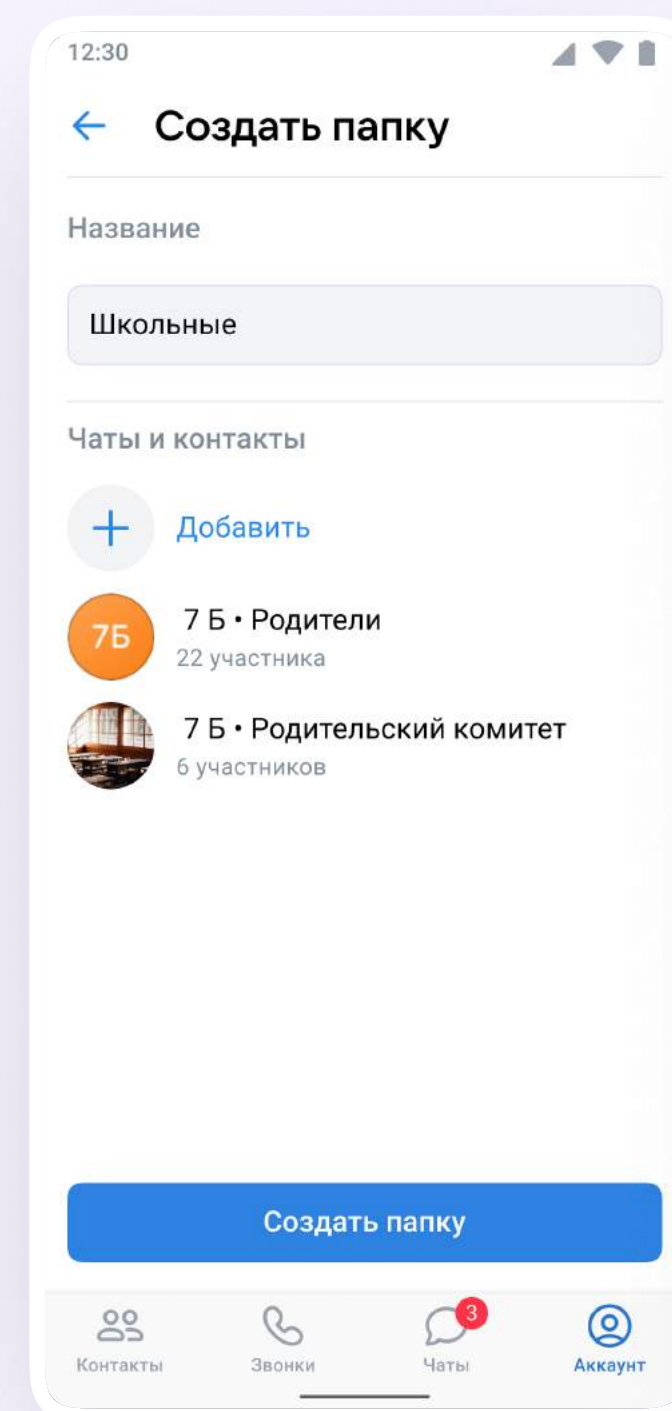 12:30
Создать папку
Название
Школьные
Чаты и контакты
Добавить
7Б
7 Б • Родители
22 участника
7 Б • Родительский комитет
6 участников
Создать папку
3
Контакты
Звонки
Чаты
Аккаунт